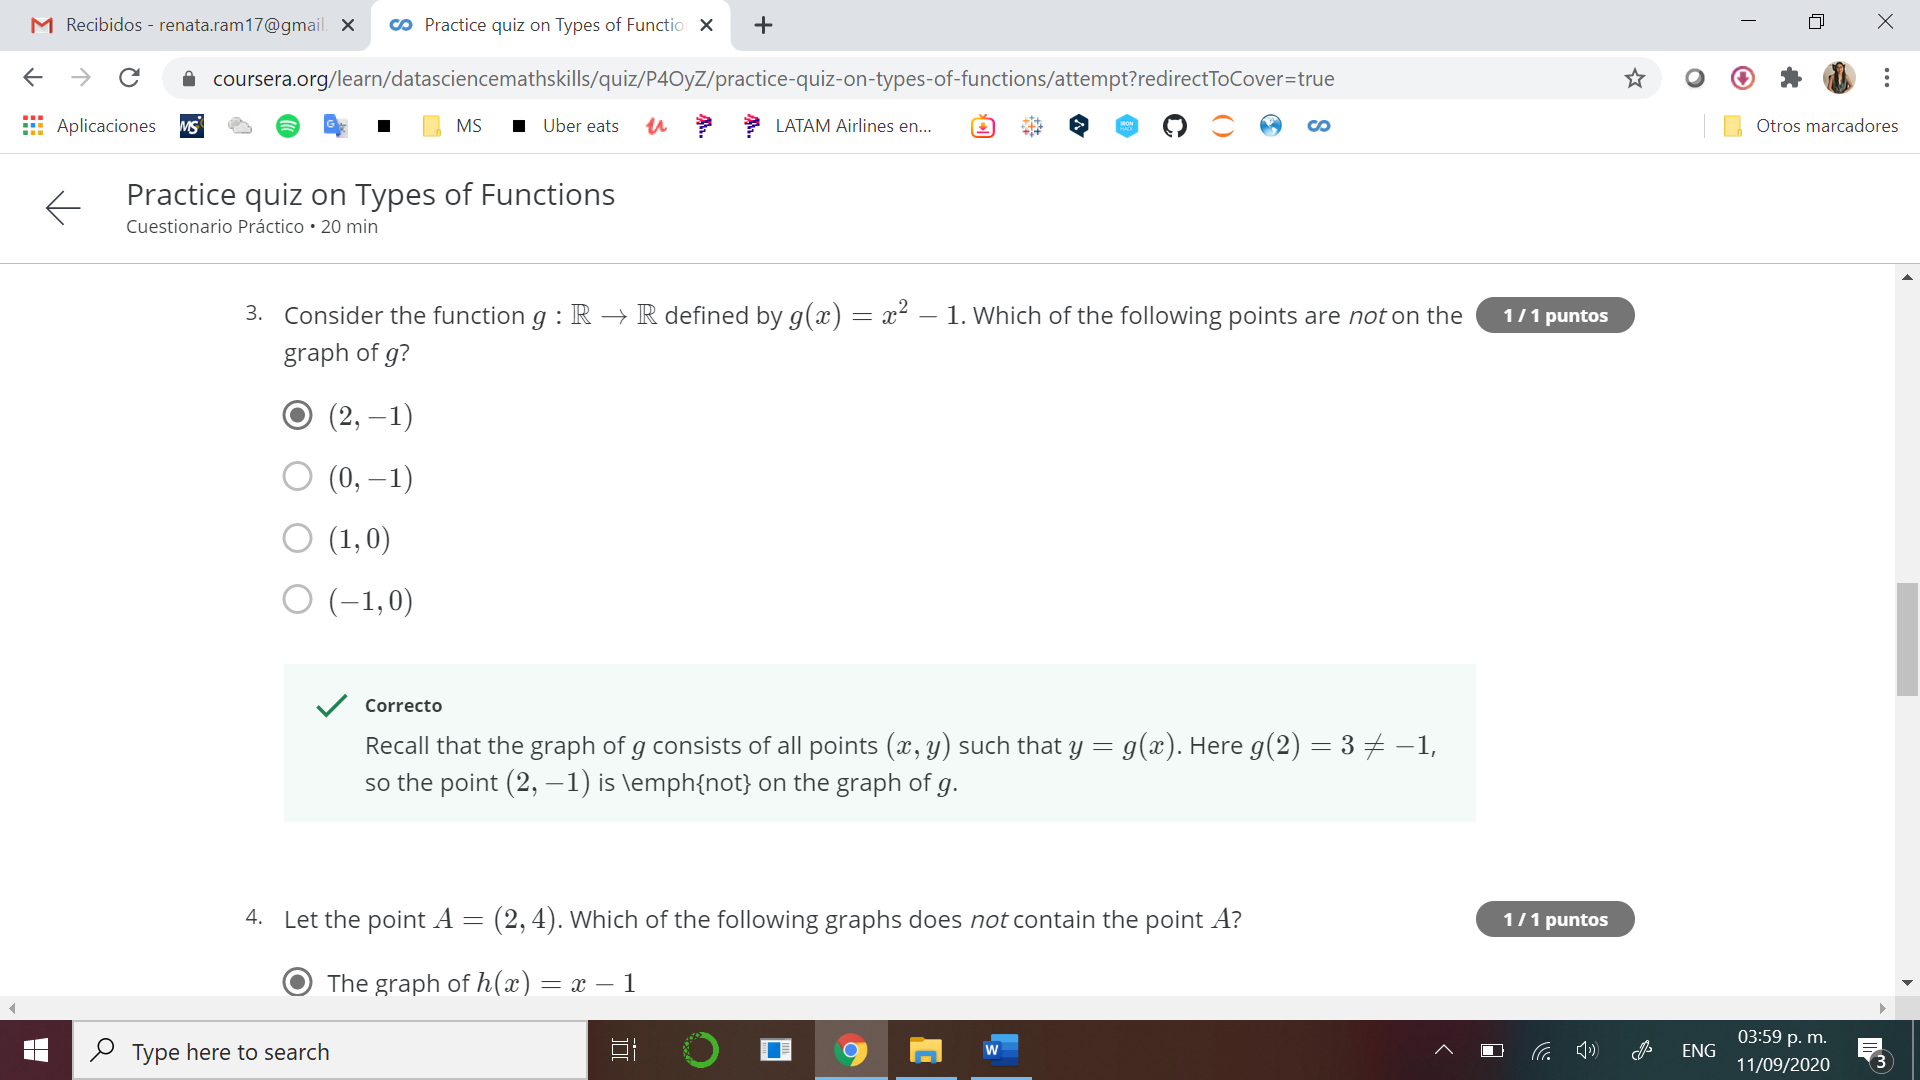 Recibidos - renata.ram17@gmail.
Practice quiz on Types of Functio
coursera.org/learn/datasciencemathskills/quiz/P4OyZ/practice-quiz-on-types-of-functions/attempt?redirectToCover=true
Aplicaciones MS MS Uber eats LATAM Airlines en... Otros marcadores
Practice quiz on Types of Functions
Cuestionario Práctico • 20 min
3. Consider the function g : ℝ → ℝ defined by g(x) = x² − 1. Which of the following points are not on the
graph of g?
1 / 1 puntos
(2, −1)
(0, −1)
(1, 0)
(−1, 0)
Correcto
Recall that the graph of g consists of all points (x, y) such that y = g(x). Here g(2) = 3 ≠ −1,
so the point (2, −1) is \emph{not} on the graph of g.
4. Let the point A = (2, 4). Which of the following graphs does not contain the point A?
1 / 1 puntos
The graph of h(x) = x − 1
Type here to search
W
ENG
03:59 p. m.
11/09/2020
3